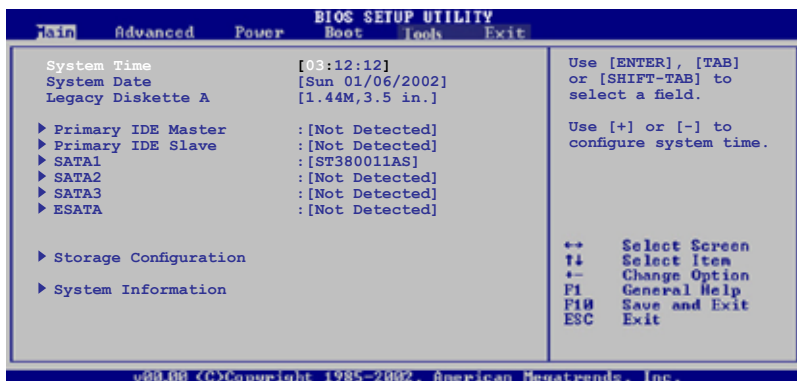 BIOS SETUP UTILITY
Main Advanced Power Boot Tools Exit
System Time [03:12:12]
System Date [Sun 01/06/2002]
Legacy Diskette A [1.44M,3.5 in.]
Primary IDE Master :[Not Detected]
Primary IDE Slave :[Not Detected]
SATA1 :[ST380011AS]
SATA2 :[Not Detected]
SATA3 :[Not Detected]
ESATA :[Not Detected]
Storage Configuration
System Information
Use [ENTER], [TAB]
or [SHIFT-TAB] to
select a field.
Use [+] or [-] to
configure system time.
↔ Select Screen
↑↓ Select Item
+- Change Option
F1 General Help
F10 Save and Exit
ESC Exit
v00.00 (C)Copyright 1985-2002, American Megatrends, Inc.